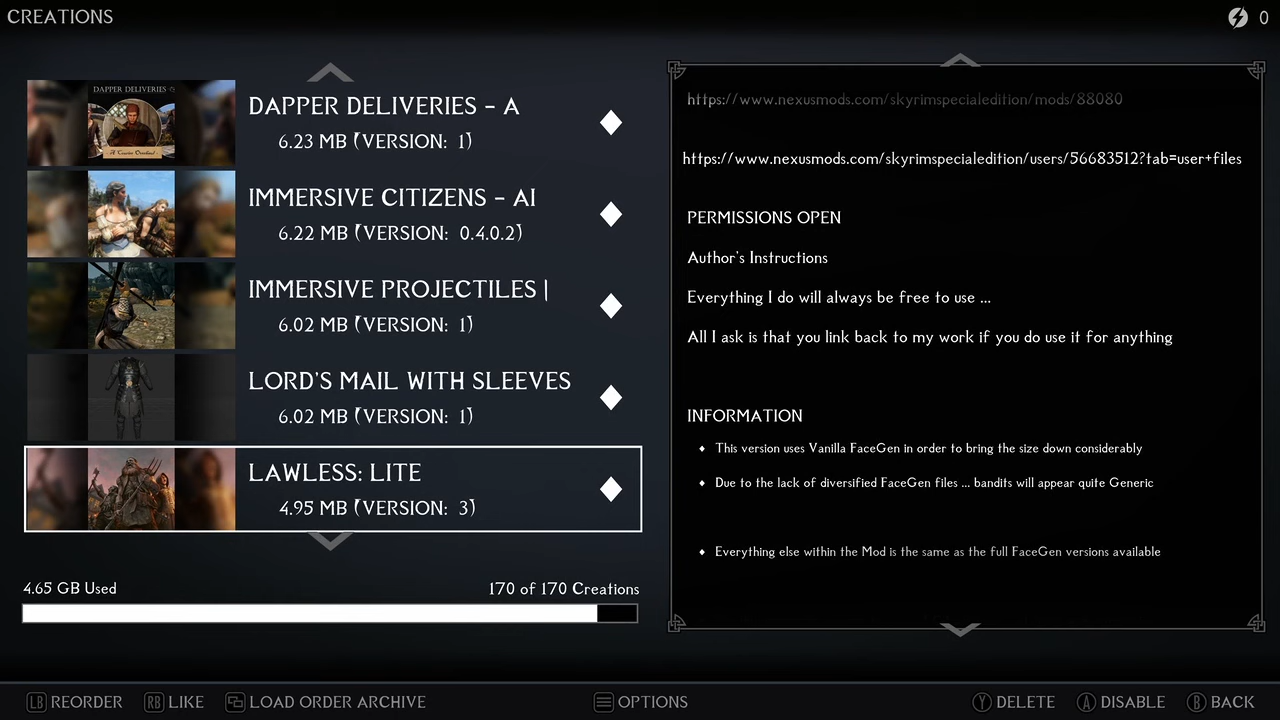 CREATIONS
0
DAPPER DELIVERIES
DAPPER DELIVERIES - A
6.23 MB (VERSION: 1)
IMMERSIVE CITIZENS - AI
6.22 MB (VERSION: 0.4.0.2)
IMMERSIVE PROJECTILES |
6.02 MB (VERSION: 1)
LORD'S MAIL WITH SLEEVES
6.02 MB (VERSION: 1)
LAWLESS: LITE
4.95 MB (VERSION: 3)
4.65 GB Used
170 of 170 Creations
https://www.nexusmods.com/skyrimspecialedition/mods/88080
https://www.nexusmods.com/skyrimspecialedition/users/56683512?tab=user+files
PERMISSIONS OPEN
Author's Instructions
Everything I do will always be free to use ...
All I ask is that you link back to my work if you do use it for anything
INFORMATION
This version uses Vanilla FaceGen in order to bring the size down considerably
Due to the lack of diversified FaceGen files ... bandits will appear quite Generic
Everything else within the Mod is the same as the full FaceGen versions available
LB REORDER
RB LIKE
LOAD ORDER ARCHIVE
OPTIONS
Y DELETE
A DISABLE
B BACK